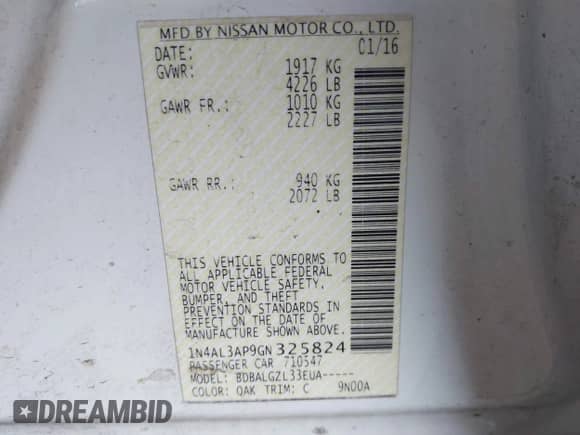 MFD BY NISSAN MOTOR CO., LTD.
DATE: 01/16
GVWR: 1917 KG
4226 LB
GAWR FR.: 1010 KG
2227 LB
GAWR RR.: 940 KG
2072 LB
THIS VEHICLE CONFORMS TO
ALL APPLICABLE FEDERAL
MOTOR VEHICLE SAFETY,
BUMPER, AND THEFT
PREVENTION STANDARDS IN
EFFECT ON THE DATE OF
MANUFACTURE SHOWN ABOVE.
1N4AL3AP9GN325824
PASSENGER CAR 710547
MODEL: BDBALGZL33EUA-----
COLOR: QAK TRIM: C 9N00A
BIDAMBID